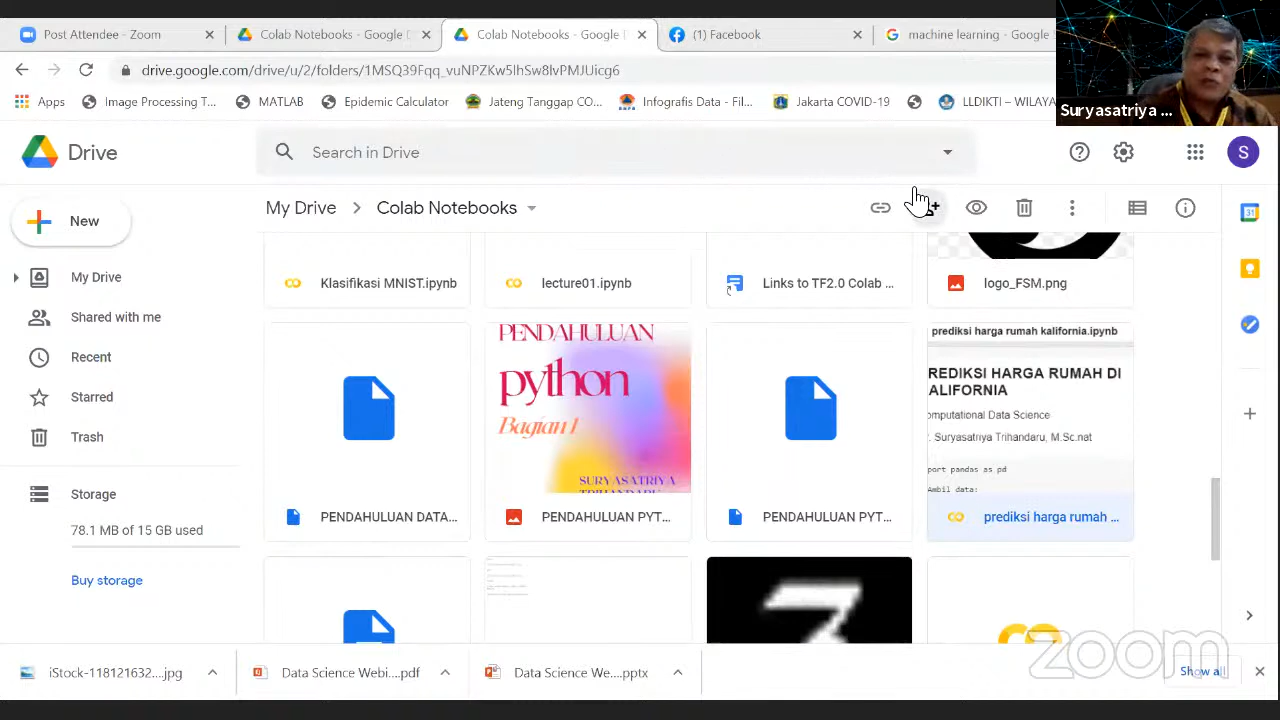 Post Attendee - Zoom
Colab Notebooks - Google D
Colab Notebooks - Google
(1) Facebook
machine learning - Google
drive.google.com/drive/u/2/folders/1MSQ39Fqq_vuNPZKw5lhSw8lvPMJUicg6
Apps
Image Processing T...
MATLAB
Epidemic Calculator
Jateng Tanggap CO...
Infografis Data - Fil...
Jakarta COVID-19
LLDIKTI – WILAYA
Suryasatriya ...
Drive
Search in Drive
S
New
My Drive
Colab Notebooks
31
My Drive
Shared with me
Recent
Starred
Trash
Storage
78.1 MB of 15 GB used
Buy storage
Klasifikasi MNIST.ipynb
lecture01.ipynb
Links to TF2.0 Colab ...
logo_FSM.png
PENDAHULUAN
python
Bagian 1
SURYASATRIYA
TRIHANDARU
prediksi harga rumah kalifornia.ipynb
REDIKSI HARGA RUMAH DI
ALIFORNIA
omputational Data Science
. Suryasatriya Trihandaru, M.Sc.nat
port pandas as pd
Ambil data:
PENDAHULUAN DATA...
PENDAHULUAN PYT...
PENDAHULUAN PYT...
prediksi harga rumah ...
3
zoom
iStock-118121632....jpg
Data Science Webi....pdf
Data Science We....pptx
Show all